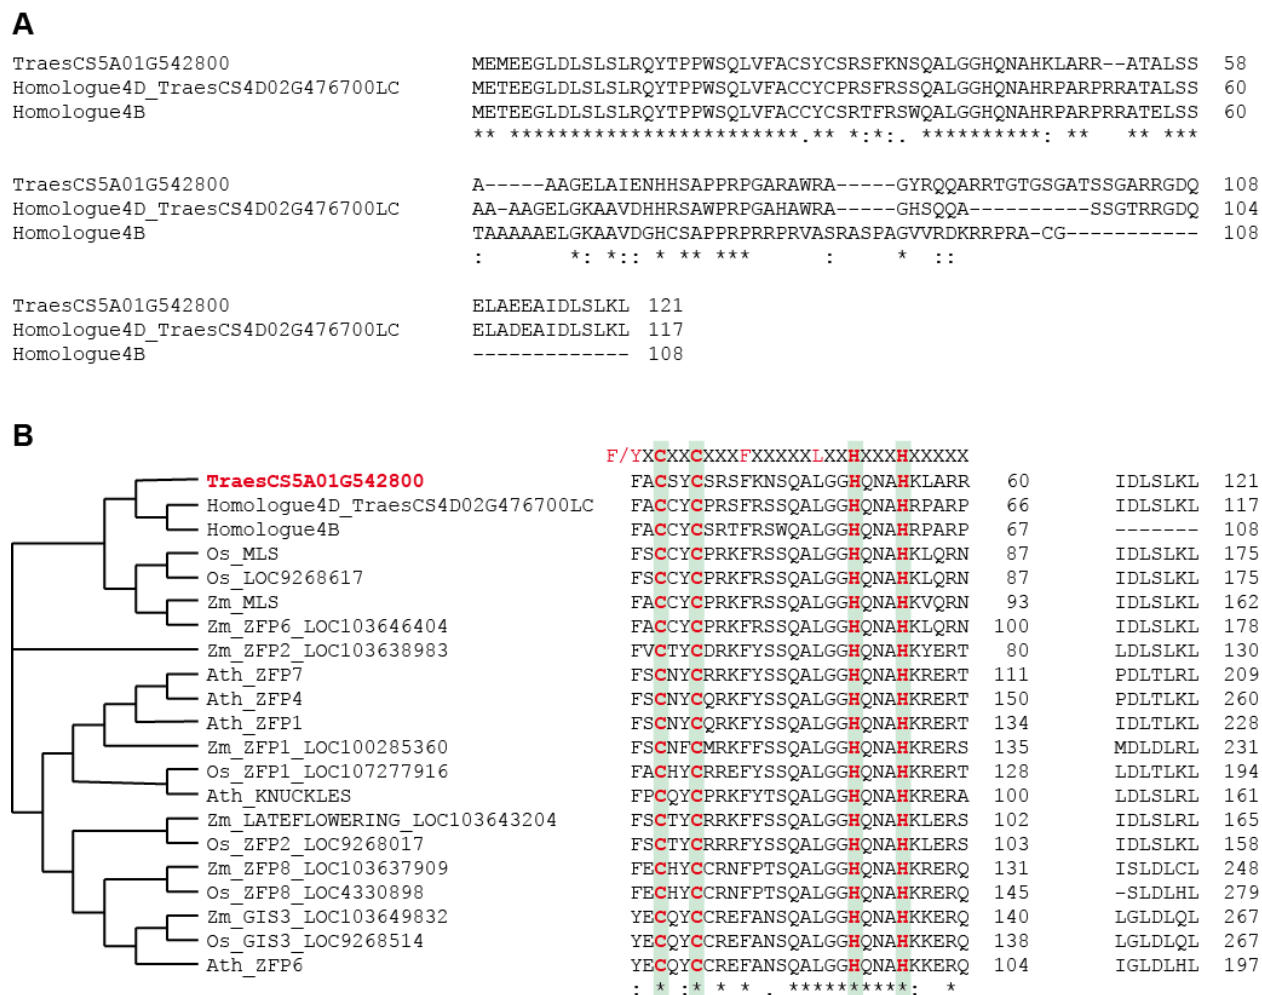 A
TraesCS5A01G542800 MEMEEGLDLSLSLRQYTPPWSQLVFACSYCSRSFKNSQALGGHQNAHKLARR--ATALSS 58
Homologue4D_TraesCS4D02G476700LC METEEGLDLSLSLRQYTPPWSQLVFACCYCPRSFRSSQALGGHQNAHRPARPRRATALSS 60
Homologue4B METEEGLDLSLSLRQYTPPWSQLVFACCYCSRTFRSWQALGGHQNAHRPARPRRATELSS 60
** ************************.** *:*:. **********: ** ** ***
TraesCS5A01G542800 A-----AAGELAIENHHSAPPRPGARAWRA-----GYRQQARRTGTGSGATSSGARRGDQ 108
Homologue4D_TraesCS4D02G476700LC AA-AAGELGKAAVDHHRSAWPRPGAHAWRA-----GHSQQA----------SSGTRRGDQ 104
Homologue4B TAAAAAELGKAAVDGHCSAPPRPRRPRVASRASPAGVVRDKRRPRA-CG----------- 108
: *: *:: * ** *** : * ::
TraesCS5A01G542800 ELAEEAIDLSLKL 121
Homologue4D_TraesCS4D02G476700LC ELADEAIDLSLKL 117
Homologue4B ------------- 108
B
F/YXCXXCXXXFXXXXXLXXHXXXHXXXXX
TraesCS5A01G542800 FACSYCSRSFKNSQALGGHQNAHKLARR 60 IDLSLKL 121
Homologue4D_TraesCS4D02G476700LC FACCYCPRSFRSSQALGGHQNAHRPARP 66 IDLSLKL 117
Homologue4B FACCYCSRTFRSWQALGGHQNAHRPARP 67 ------- 108
Os_MLS FSCCYCPRKFRSSQALGGHQNAHKLQRN 87 IDLSLKL 175
Os_LOC9268617 FSCCYCPRKFRSSQALGGHQNAHKLQRN 87 IDLSLKL 175
Zm_MLS FACCYCPRKFRSSQALGGHQNAHKVQRN 93 IDLSLKL 162
Zm_ZFP6_LOC103646404 FACCYCPRKFRSSQALGGHQNAHKLQRN 100 IDLSLKL 178
Zm_ZFP2_LOC103638983 FVCTYCDRKFYSSQALGGHQNAHKYERT 80 LDLSLKL 130
Ath_ZFP7 FSCNYCRRKFYSSQALGGHQNAHKRERT 111 PDLTLKL 209
Ath_ZFP4 FSCNYCQRKFYSSQALGGHQNAHKRERT 150 PDLTLKL 260
Ath_ZFP1 FSCNYCQRKFYSSQALGGHQNAHKRERT 134 IDLTLKL 228
Zm_ZFP1_LOC100285360 FSCNFCMRKFFSSQALGGHQNAHKRERS 135 MDLDLRL 231
Os_ZFP1_LOC107277916 FACHYCRREFYSSQALGGHQNAHKRERT 128 LDLTLKL 194
Ath_KNUCKLES FPCQYCPRKFYTSQALGGHQNAHKRERA 100 LDLSLRL 161
Zm_LATEFLOWERING_LOC103643204 FSCTYCRRKFFSSQALGGHQNAHKLERS 102 IDLSLRL 165
Os_ZFP2_LOC9268017 FSCTYCRRRFYSSQALGGHQNAHKLERS 103 IDLSLKL 158
Zm_ZFP8_LOC103637909 FECHYCCRNFPTSQALGGHQNAHKRERQ 131 ISLDLCL 248
Os_ZFP8_LOC4330898 FECHYCCRNFPTSQALGGHQNAHKRERQ 145 -SLDLHL 279
Zm_GIS3_LOC103649832 YECQYCCREFANSQALGGHQNAHKKERQ 140 LGLDLQL 267
Os_GIS3_LOC9268514 YECQYCCREFANSQALGGHQNAHKKERQ 138 LGLDLQL 267
Ath_ZFP6 YECQYCCREFANSQALGGHQNAHKKERQ 104 IGLDLHL 197
: * :* * * . **********: *